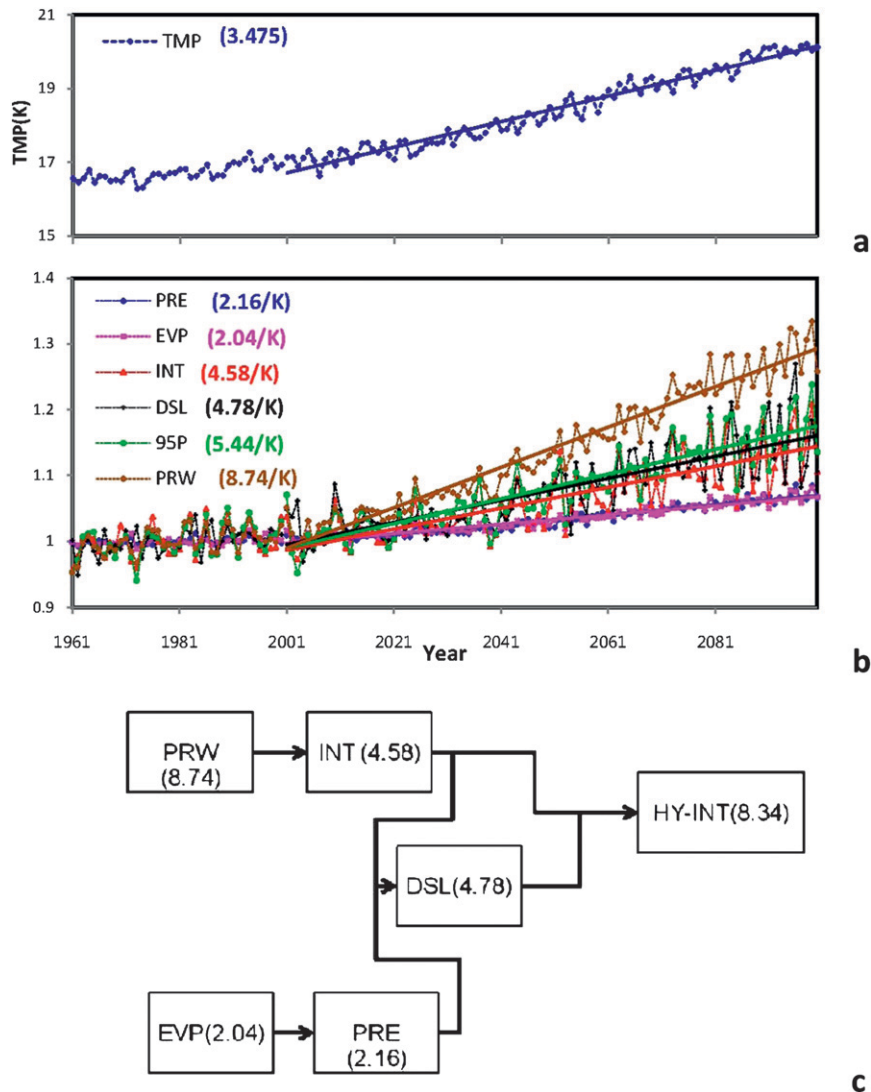 21
19
17
15
TMP(K)
TMP (3.475)
a
1.4
1.3
1.2
1.1
1
0.9
PRE (2.16/K)
EVP (2.04/K)
INT (4.58/K)
DSL (4.78/K)
95P (5.44/K)
PRW (8.74/K)
1961 1981 2001 2021 2041 2061 2081
Year
b
PRW
(8.74)
INT (4.58)
HY-INT(8.34)
DSL(4.78)
EVP(2.04)
PRE
(2.16)
c